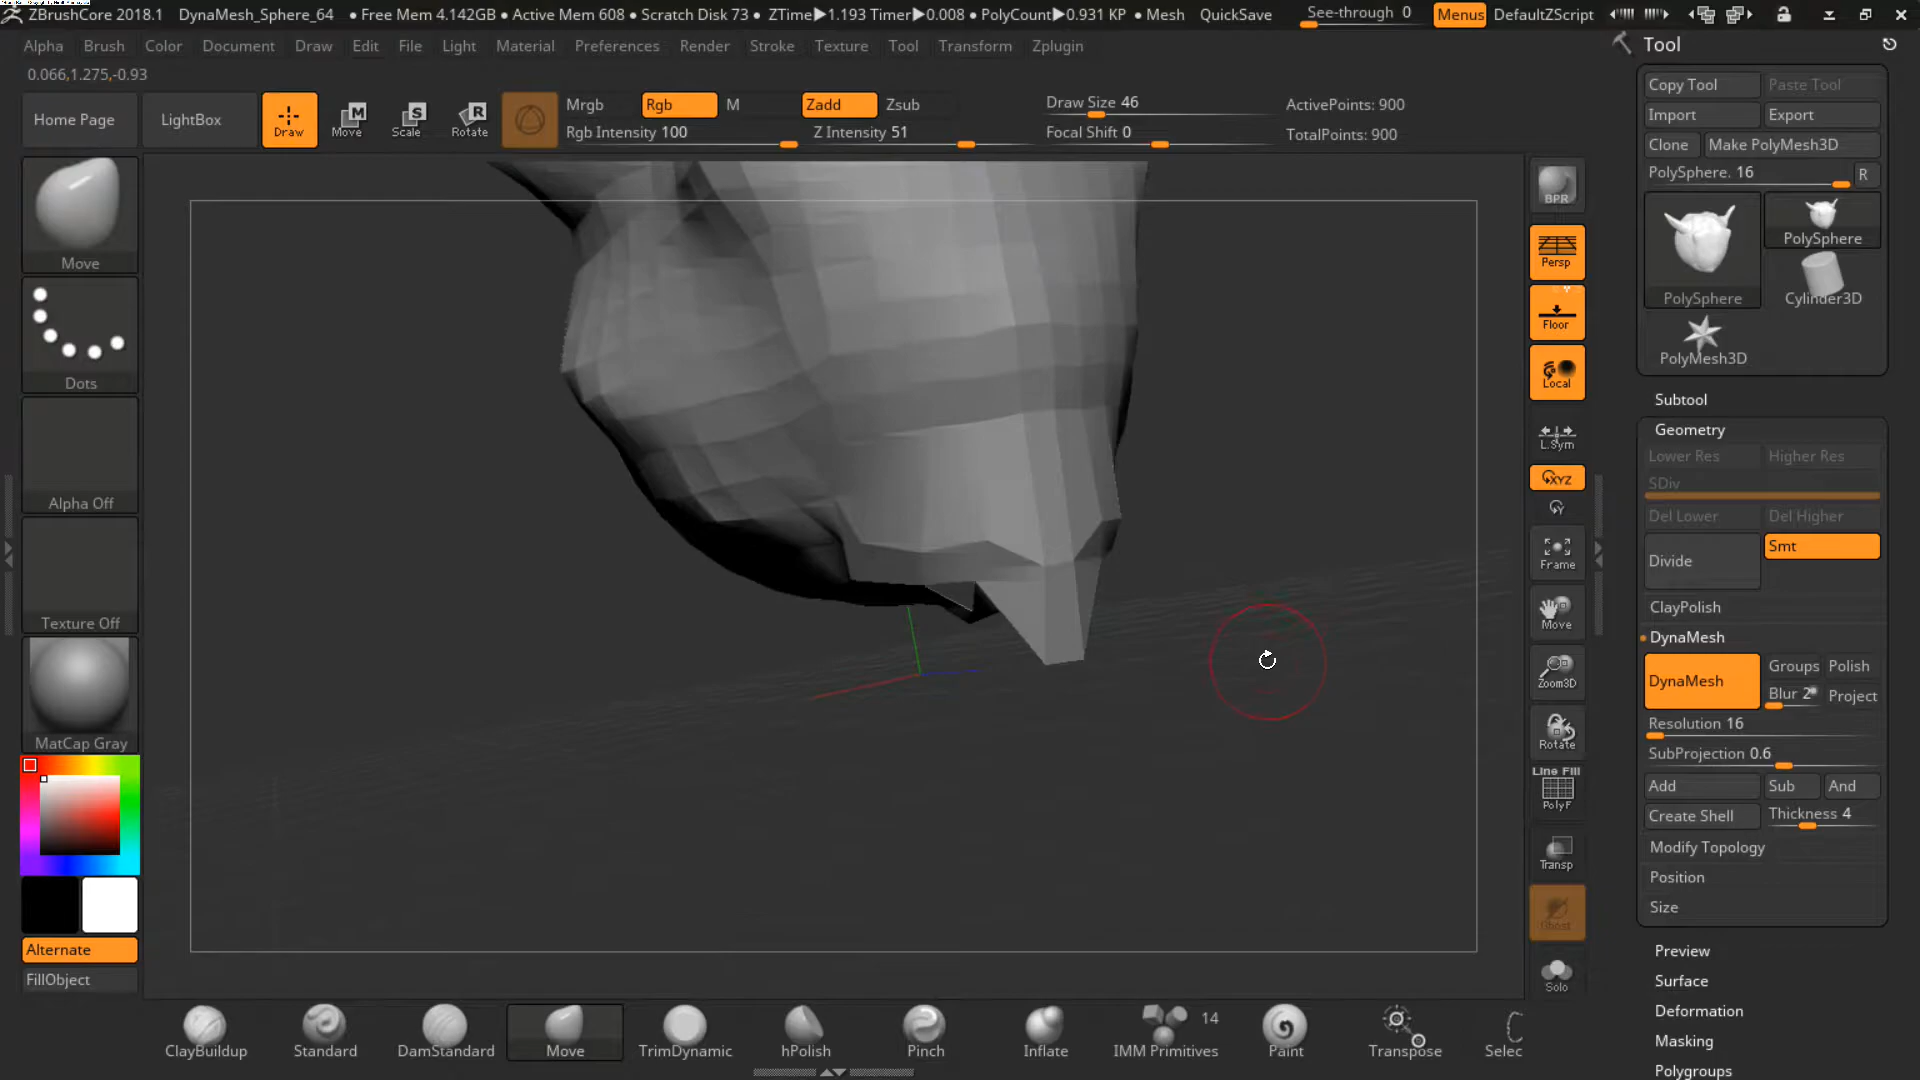 ZBrushCore 2018.1 DynaMesh_Sphere_64 • Free Mem 4.142GB • Active Mem 608 • Scratch Disk 73 • ZTime▶1.193 Timer▶0.008 • PolyCount▶0.931 KP • Mesh QuickSave See-through 0 Menus DefaultZScript
Alpha Brush Color Document Draw Edit File Light Material Preferences Render Stroke Texture Tool Transform Zplugin
Tool
0.066,1.275,-0.93
Home Page
LightBox
Draw
Move
Scale
Rotate
Mrgb Rgb M
Rgb Intensity 100
Zadd Zsub
Z Intensity 51
Draw Size 46
Focal Shift 0
ActivePoints: 900
TotalPoints: 900
Move
Dots
Alpha Off
Texture Off
MatCap Gray
Alternate
FillObject
BPR
Persp
Floor
Local
L.Sym
XYZ
Y
Frame
Move
Zoom3D
Rotate
Line Fill
PolyF
Transp
Ghost
Solo
Copy Tool Paste Tool
Import Export
Clone Make PolyMesh3D
PolySphere. 16 R
PolySphere
PolySphere
Cylinder3D
PolyMesh3D
Subtool
Geometry
Lower Res Higher Res
SDiv
Del Lower Del Higher
Divide Smt
ClayPolish
DynaMesh
DynaMesh Groups Polish
Blur 2 Project
Resolution 16
SubProjection 0.6
Add Sub And
Create Shell Thickness 4
Modify Topology
Position
Size
Preview
Surface
Deformation
Masking
Polygroups
ClayBuildup Standard DamStandard Move TrimDynamic hPolish Pinch Inflate IMM Primitives 14 Paint Transpose Selec